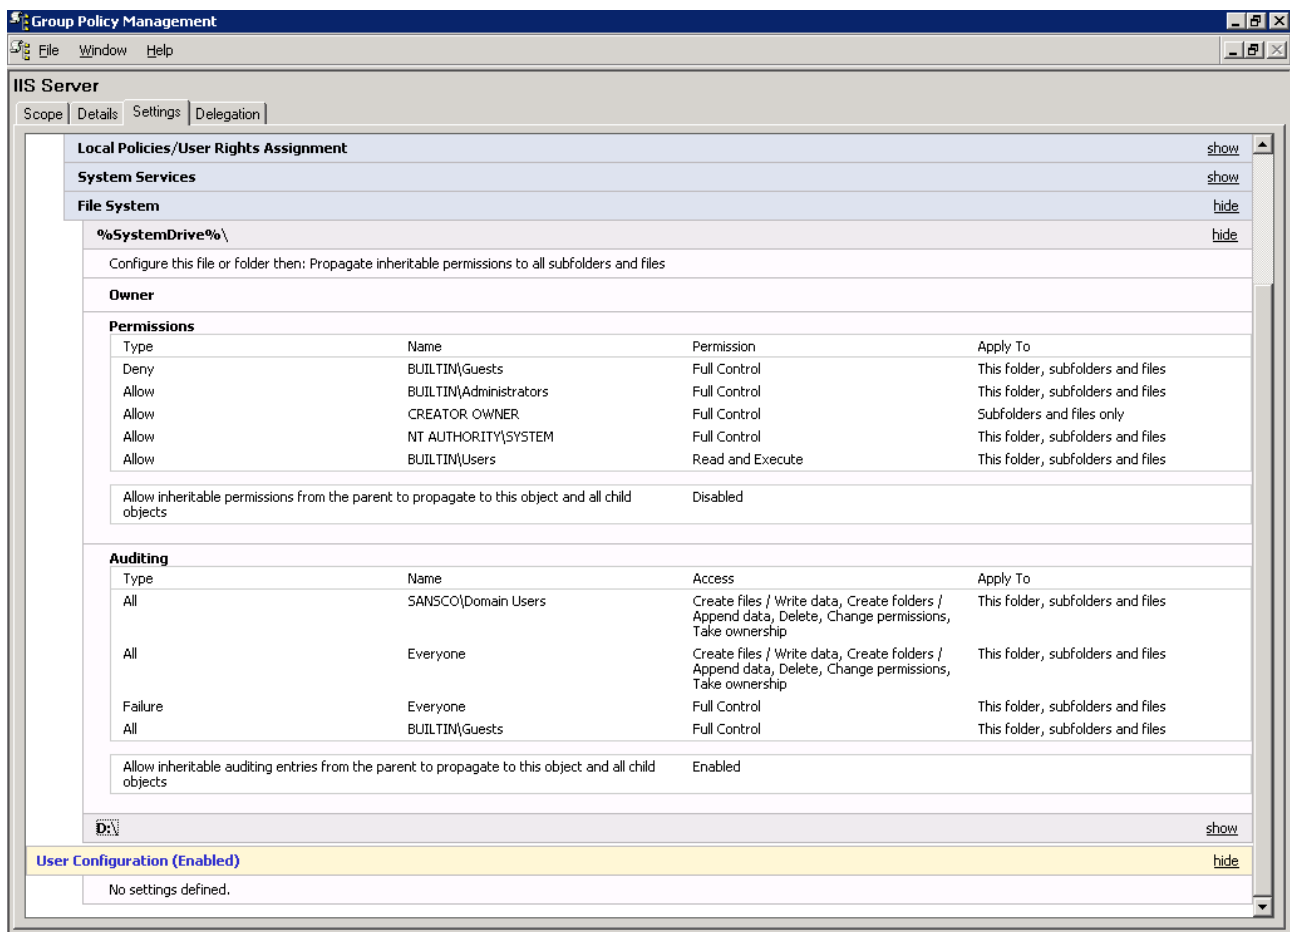 Group Policy Management
File Window Help
IIS Server
Scope Details Settings Delegation
Local Policies/User Rights Assignment show
System Services show
File System hide
%SystemDrive%\ hide
Configure this file or folder then: Propagate inheritable permissions to all subfolders and files
Owner
Permissions
Type Name Permission Apply To
Deny BUILTIN\Guests Full Control This folder, subfolders and files
Allow BUILTIN\Administrators Full Control This folder, subfolders and files
Allow CREATOR OWNER Full Control Subfolders and files only
Allow NT AUTHORITY\SYSTEM Full Control This folder, subfolders and files
Allow BUILTIN\Users Read and Execute This folder, subfolders and files
Allow inheritable permissions from the parent to propagate to this object and all child Disabled
objects
Auditing
Type Name Access Apply To
All SANSCO\Domain Users Create files / Write data, Create folders / This folder, subfolders and files
Append data, Delete, Change permissions,
Take ownership
All Everyone Create files / Write data, Create folders / This folder, subfolders and files
Append data, Delete, Change permissions,
Take ownership
Failure Everyone Full Control This folder, subfolders and files
All BUILTIN\Guests Full Control This folder, subfolders and files
Allow inheritable auditing entries from the parent to propagate to this object and all child Enabled
objects
D:\ show
User Configuration (Enabled) hide
No settings defined.